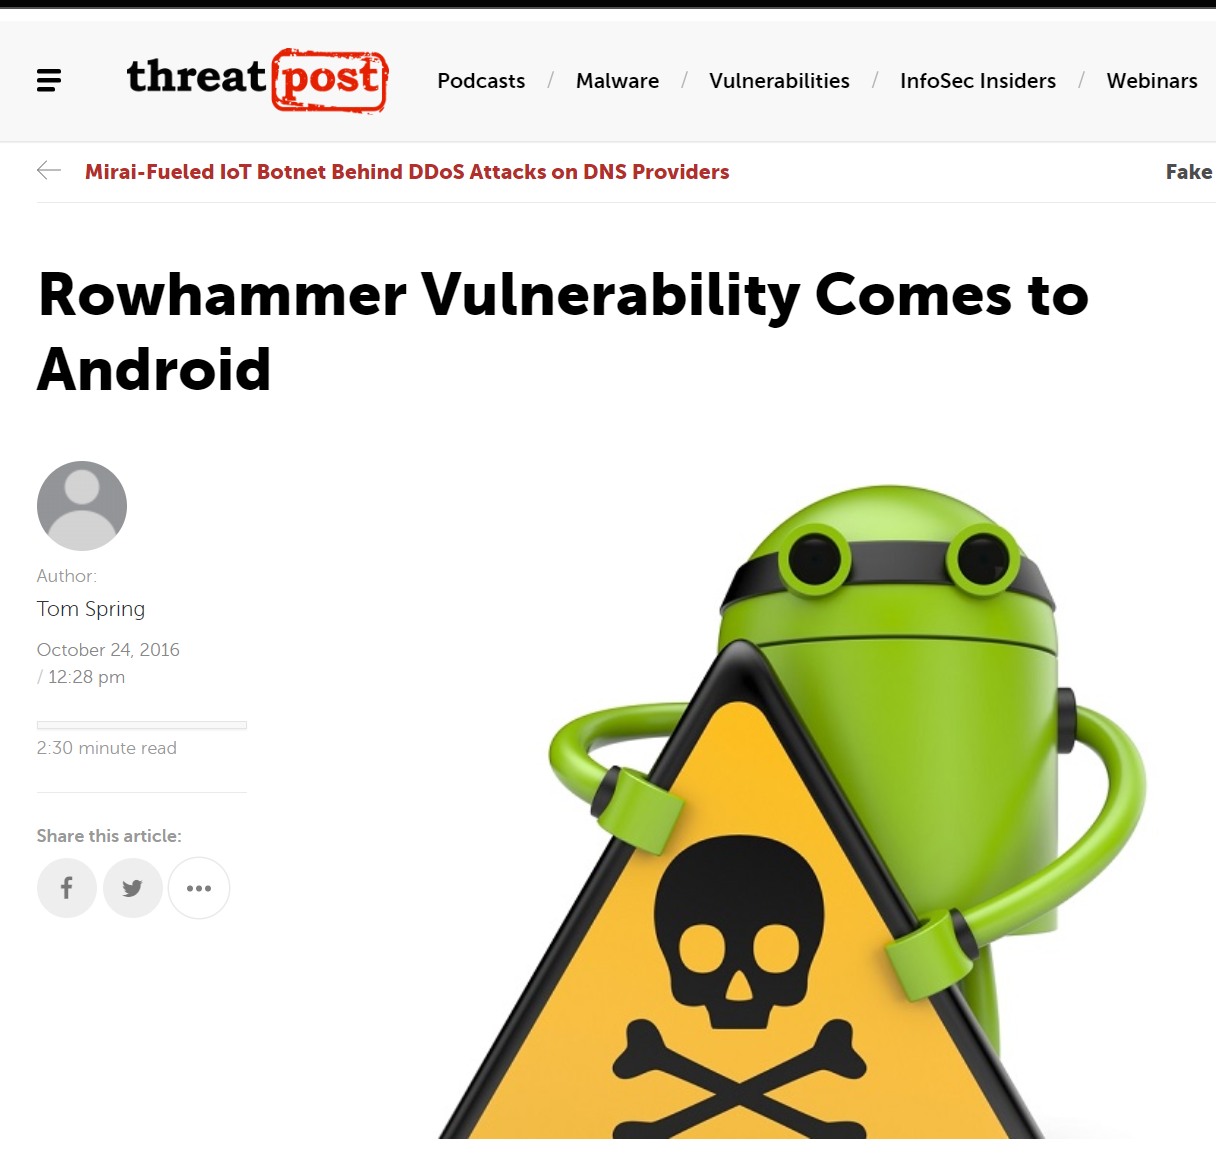 threatpost
Podcasts / Malware / Vulnerabilities / InfoSec Insiders / Webinars
Mirai-Fueled IoT Botnet Behind DDoS Attacks on DNS Providers
Fake
Rowhammer Vulnerability Comes to
Android
Author:
Tom Spring
October 24, 2016
/ 12:28 pm
2:30 minute read
Share this article: